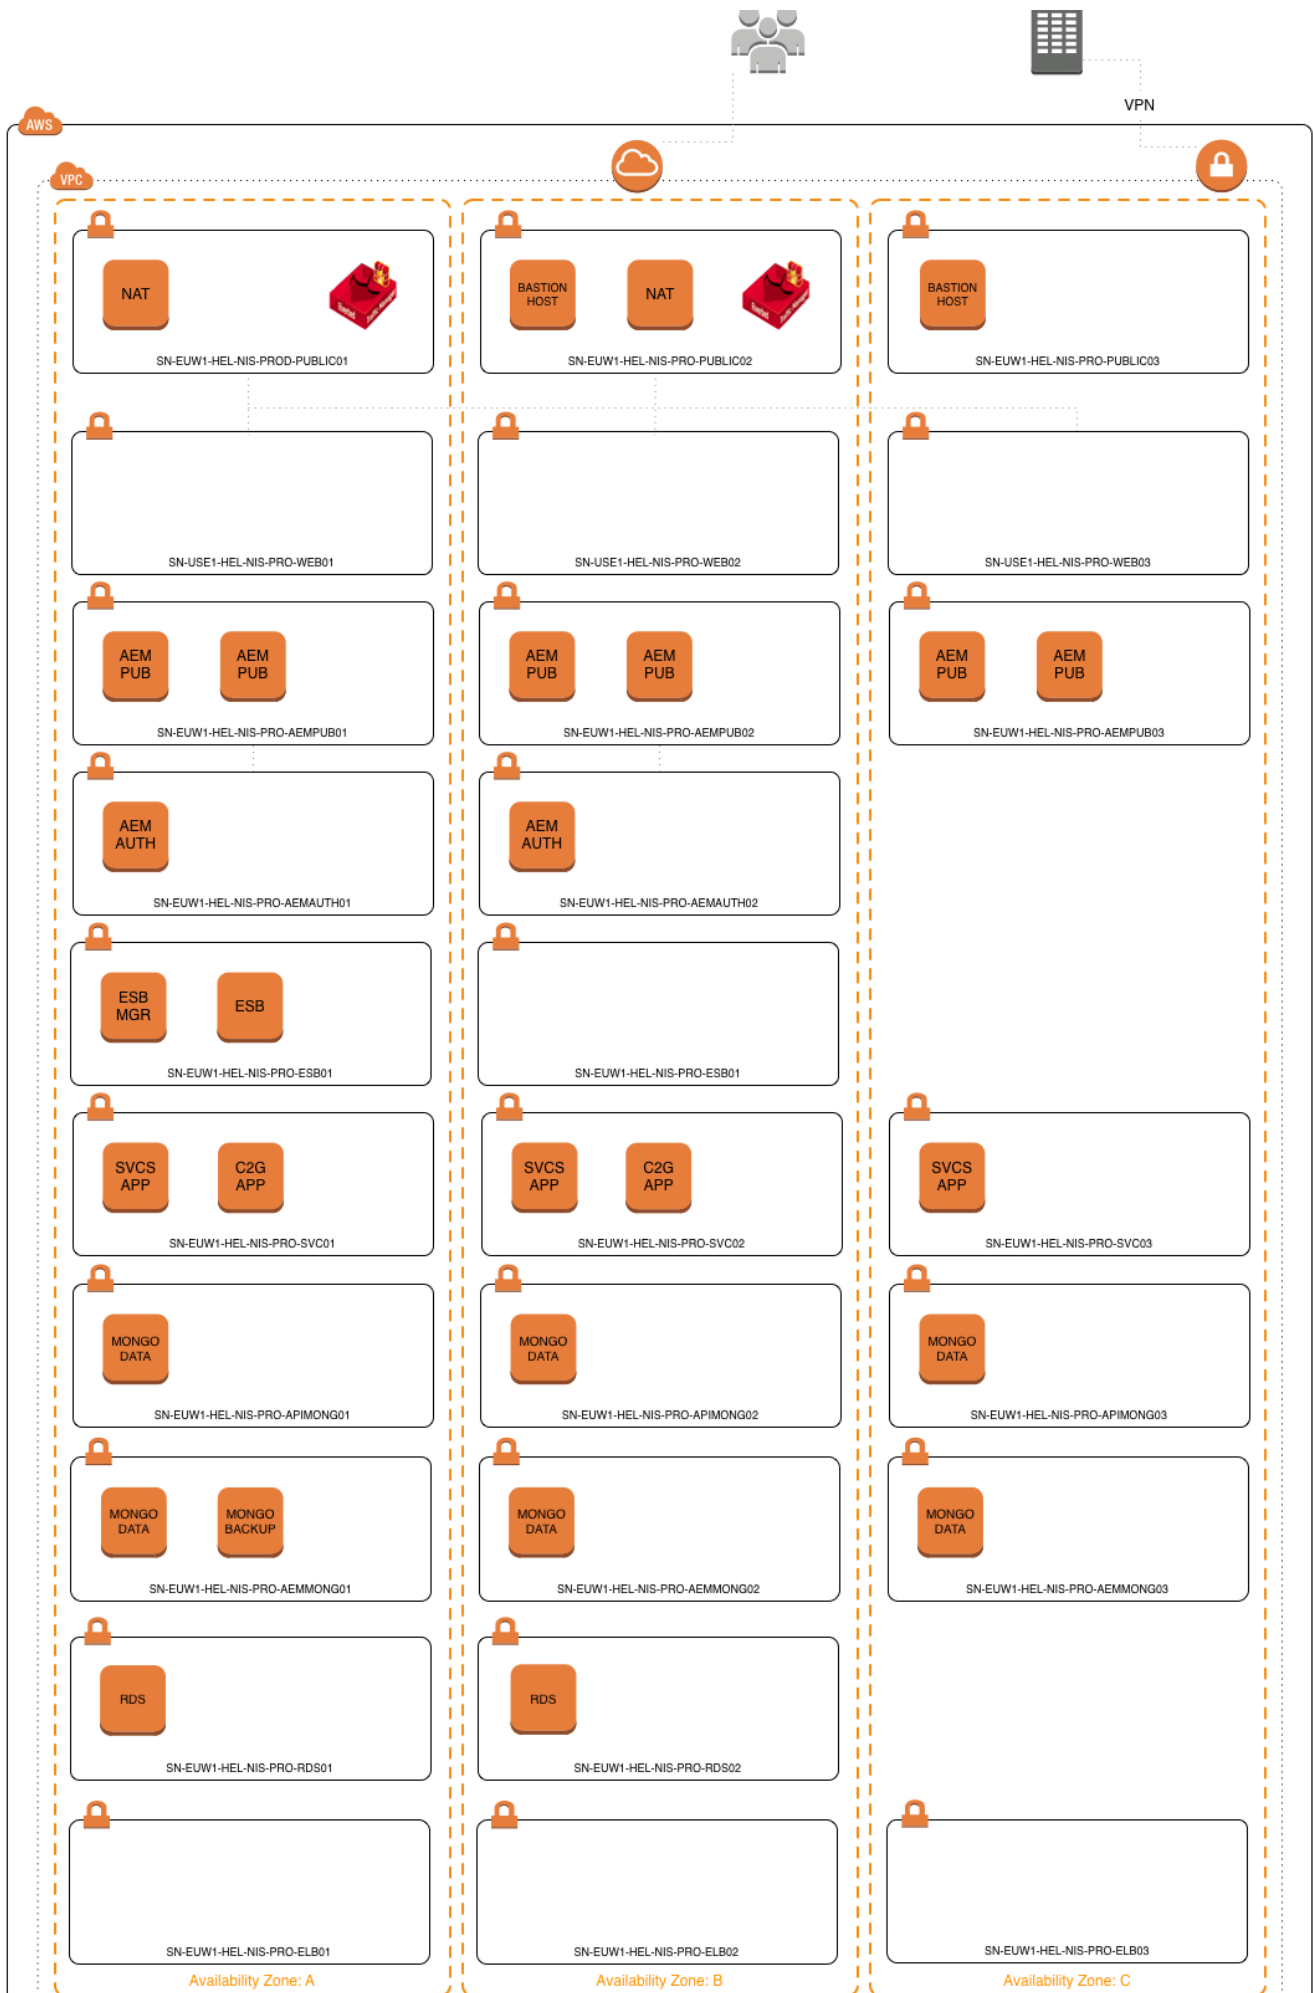 VPN
AWS
VPC
NAT
SN-EUW1-HEL-NIS-PROD-PUBLIC01
BASTION
HOST
NAT
SN-EUW1-HEL-NIS-PRO-PUBLIC02
BASTION
HOST
SN-EUW1-HEL-NIS-PRO-PUBLIC03
SN-USE1-HEL-NIS-PRO-WEB01
SN-USE1-HEL-NIS-PRO-WEB02
SN-USE1-HEL-NIS-PRO-WEB03
AEM
PUB
AEM
PUB
SN-EUW1-HEL-NIS-PRO-AEMPUB01
AEM
PUB
AEM
PUB
SN-EUW1-HEL-NIS-PRO-AEMPUB02
AEM
PUB
AEM
PUB
SN-EUW1-HEL-NIS-PRO-AEMPUB03
AEM
AUTH
SN-EUW1-HEL-NIS-PRO-AEMAUTH01
AEM
AUTH
SN-EUW1-HEL-NIS-PRO-AEMAUTH02
ESB
MGR
ESB
SN-EUW1-HEL-NIS-PRO-ESB01
SN-EUW1-HEL-NIS-PRO-ESB01
SVCS
APP
C2G
APP
SN-EUW1-HEL-NIS-PRO-SVC01
SVCS
APP
C2G
APP
SN-EUW1-HEL-NIS-PRO-SVC02
SVCS
APP
SN-EUW1-HEL-NIS-PRO-SVC03
MONGO
DATA
SN-EUW1-HEL-NIS-PRO-APIMONG01
MONGO
DATA
SN-EUW1-HEL-NIS-PRO-APIMONG02
MONGO
DATA
SN-EUW1-HEL-NIS-PRO-APIMONG03
MONGO
DATA
MONGO
BACKUP
SN-EUW1-HEL-NIS-PRO-AEMMONG01
MONGO
DATA
SN-EUW1-HEL-NIS-PRO-AEMMONG02
MONGO
DATA
SN-EUW1-HEL-NIS-PRO-AEMMONG03
RDS
SN-EUW1-HEL-NIS-PRO-RDS01
RDS
SN-EUW1-HEL-NIS-PRO-RDS02
SN-EUW1-HEL-NIS-PRO-ELB01
SN-EUW1-HEL-NIS-PRO-ELB02
SN-EUW1-HEL-NIS-PRO-ELB03
Availability Zone: A
Availability Zone: B
Availability Zone: C